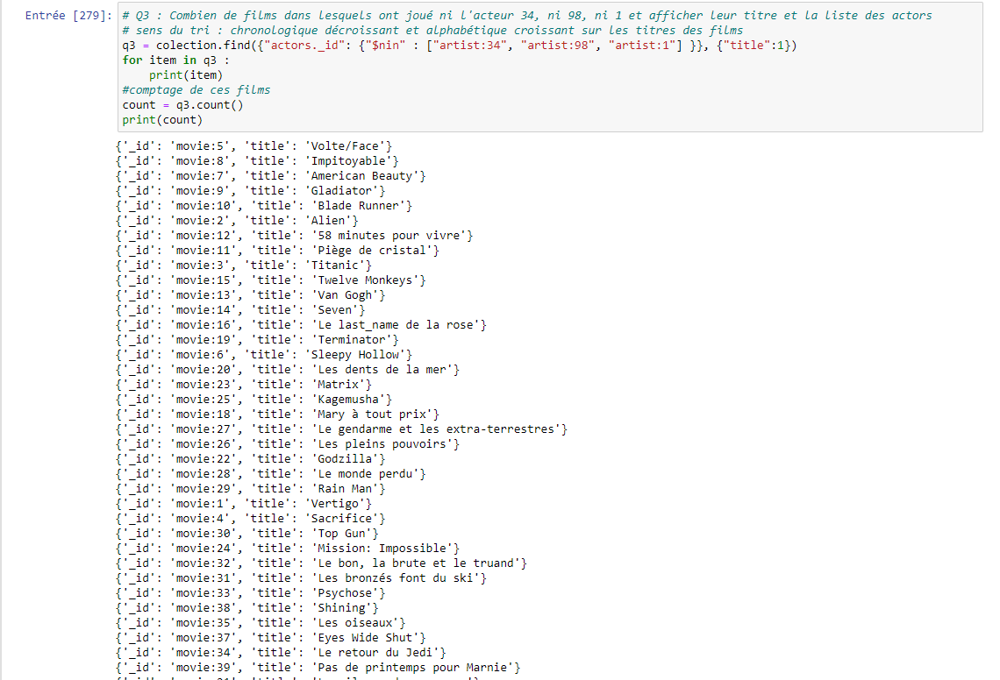 Entrée [279]: # Q3 : Combien de films dans lesquels ont joué ni l'acteur 34, ni 98, ni 1 et afficher leur titre et la liste des actors
# sens du tri : chronologique décroissant et alphabétique croissant sur les titres des films
q3 = colection.find({"actors._id": {"$nin" : ["artist:34", "artist:98", "artist:1"] }}, {"title":1})
for item in q3 :
    print(item)
#comptage de ces films
count = q3.count()
print(count)
{'_id': 'movie:5', 'title': 'Volte/Face'}
{'_id': 'movie:8', 'title': 'Impitoyable'}
{'_id': 'movie:7', 'title': 'American Beauty'}
{'_id': 'movie:9', 'title': 'Gladiator'}
{'_id': 'movie:10', 'title': 'Blade Runner'}
{'_id': 'movie:2', 'title': 'Alien'}
{'_id': 'movie:12', 'title': '58 minutes pour vivre'}
{'_id': 'movie:11', 'title': 'Piège de cristal'}
{'_id': 'movie:3', 'title': 'Titanic'}
{'_id': 'movie:15', 'title': 'Twelve Monkeys'}
{'_id': 'movie:13', 'title': 'Van Gogh'}
{'_id': 'movie:14', 'title': 'Seven'}
{'_id': 'movie:16', 'title': 'Le last_name de la rose'}
{'_id': 'movie:19', 'title': 'Terminator'}
{'_id': 'movie:6', 'title': 'Sleepy Hollow'}
{'_id': 'movie:20', 'title': 'Les dents de la mer'}
{'_id': 'movie:23', 'title': 'Matrix'}
{'_id': 'movie:25', 'title': 'Kagemusha'}
{'_id': 'movie:18', 'title': 'Mary à tout prix'}
{'_id': 'movie:27', 'title': 'Le gendarme et les extra-terrestres'}
{'_id': 'movie:26', 'title': 'Les pleins pouvoirs'}
{'_id': 'movie:22', 'title': 'Godzilla'}
{'_id': 'movie:28', 'title': 'Le monde perdu'}
{'_id': 'movie:29', 'title': 'Rain Man'}
{'_id': 'movie:1', 'title': 'Vertigo'}
{'_id': 'movie:4', 'title': 'Sacrifice'}
{'_id': 'movie:30', 'title': 'Top Gun'}
{'_id': 'movie:24', 'title': 'Mission: Impossible'}
{'_id': 'movie:32', 'title': 'Le bon, la brute et le truand'}
{'_id': 'movie:31', 'title': 'Les bronzés font du ski'}
{'_id': 'movie:33', 'title': 'Psychose'}
{'_id': 'movie:38', 'title': 'Shining'}
{'_id': 'movie:35', 'title': 'Les oiseaux'}
{'_id': 'movie:37', 'title': 'Eyes Wide Shut'}
{'_id': 'movie:34', 'title': 'Le retour du Jedi'}
{'_id': 'movie:39', 'title': 'Pas de printemps pour Marnie'}